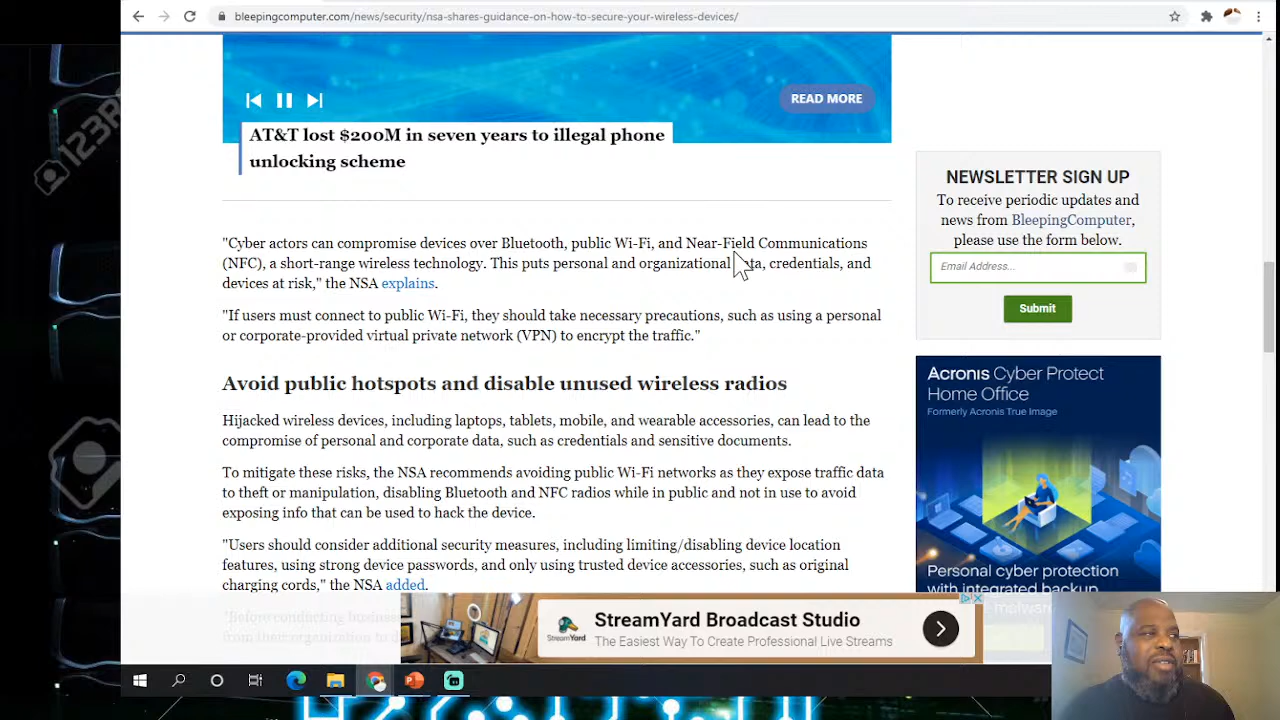 bleepingcomputer.com/news/security/nsa-shares-guidance-on-how-to-secure-your-wireless-devices/
123R
READ MORE
AT&T lost $200M in seven years to illegal phone
unlocking scheme
"Cyber actors can compromise devices over Bluetooth, public Wi-Fi, and Near-Field Communications
(NFC), a short-range wireless technology. This puts personal and organizational data, credentials, and
devices at risk," the NSA explains.
"If users must connect to public Wi-Fi, they should take necessary precautions, such as using a personal
or corporate-provided virtual private network (VPN) to encrypt the traffic."
Avoid public hotspots and disable unused wireless radios
Hijacked wireless devices, including laptops, tablets, mobile, and wearable accessories, can lead to the
compromise of personal and corporate data, such as credentials and sensitive documents.
To mitigate these risks, the NSA recommends avoiding public Wi-Fi networks as they expose traffic data
to theft or manipulation, disabling Bluetooth and NFC radios while in public and not in use to avoid
exposing info that can be used to hack the device.
"Users should consider additional security measures, including limiting/disabling device location
features, using strong device passwords, and only using trusted device accessories, such as original
charging cords," the NSA added.
"Before conducting business
from their organization to
NEWSLETTER SIGN UP
To receive periodic updates and
news from BleepingComputer,
please use the form below.
Email Address...
Submit
Acronis Cyber Protect
Home Office
Formerly Acronis True Image
Personal cyber protection
with integrated backup
StreamYard
StreamYard Broadcast Studio
The Easiest Way To Create Professional Live Streams